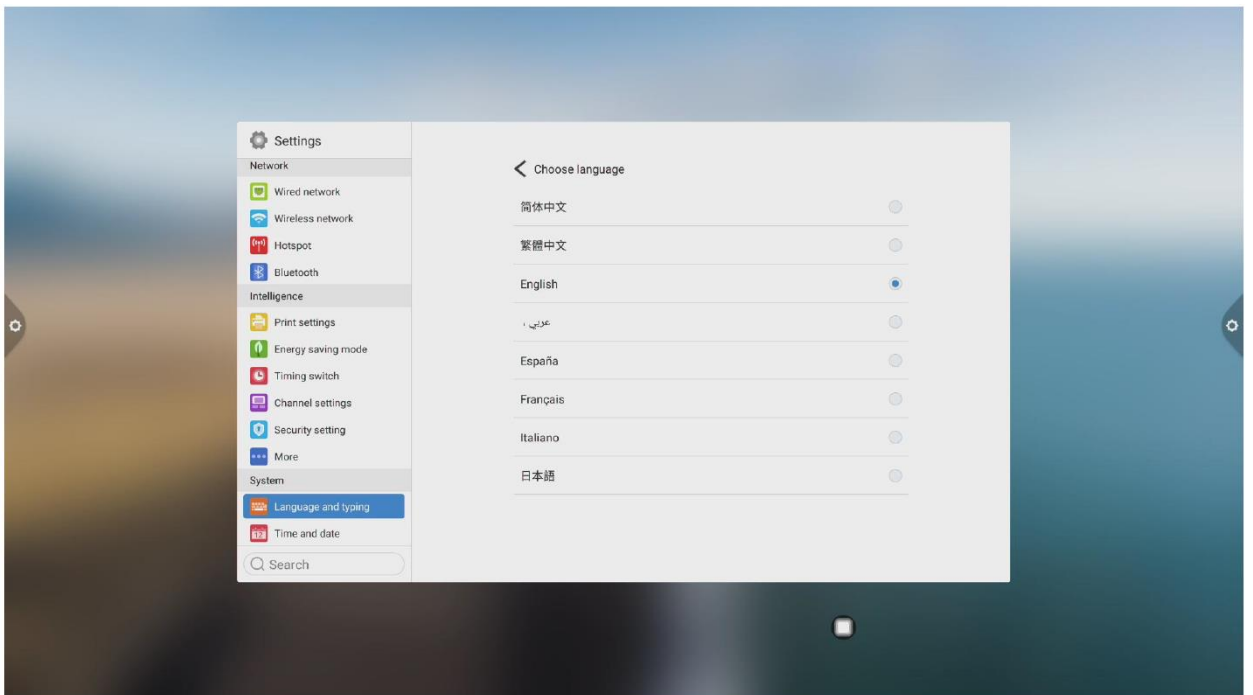 Settings
Network
Wired network
Wireless network
Hotspot
Bluetooth
Intelligence
Print settings
Energy saving mode
Timing switch
Channel settings
Security setting
More
System
Language and typing
12
Time and date
Search
Choose language
简体中文
繁體中文
English
عربي ،
España
Français
Italiano
日本語